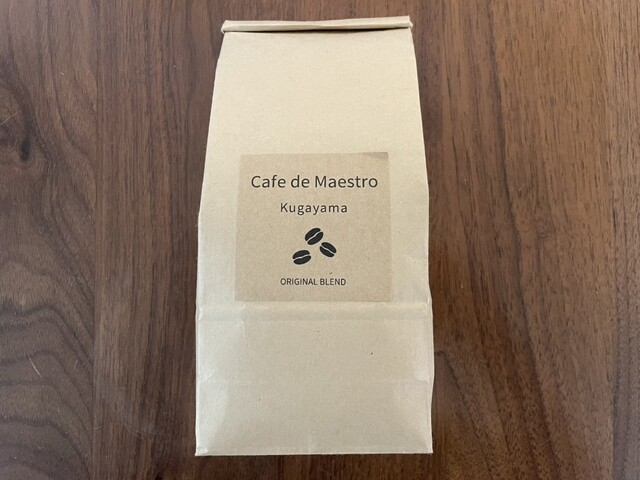 Cafe de Maestro
Kugayama
ORIGINAL BLEND